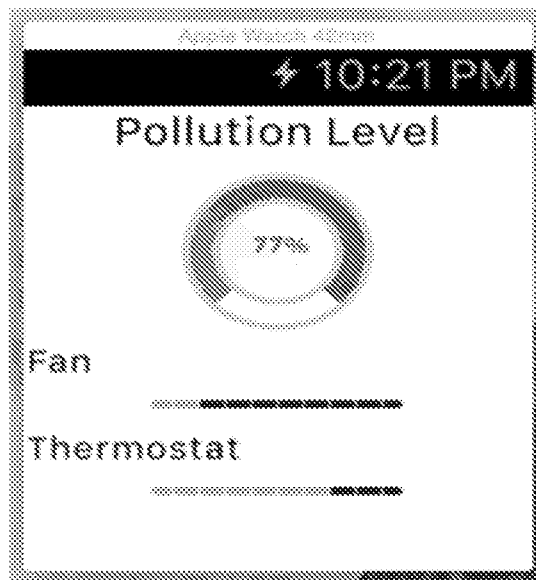 Apple Watch 42mm
10:21 PM
Pollution Level
77%
Fan
Thermostat